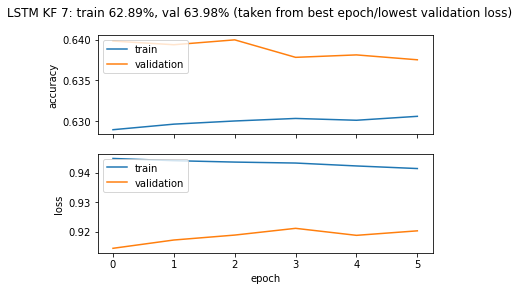 LSTM KF 7: train 62.89%, val 63.98% (taken from best epoch/lowest validation loss)
0.640
0.635
0.630
accuracy
train
validation
0.94
0.93
0.92
loss
train
validation
0 1 2 3 4 5
epoch